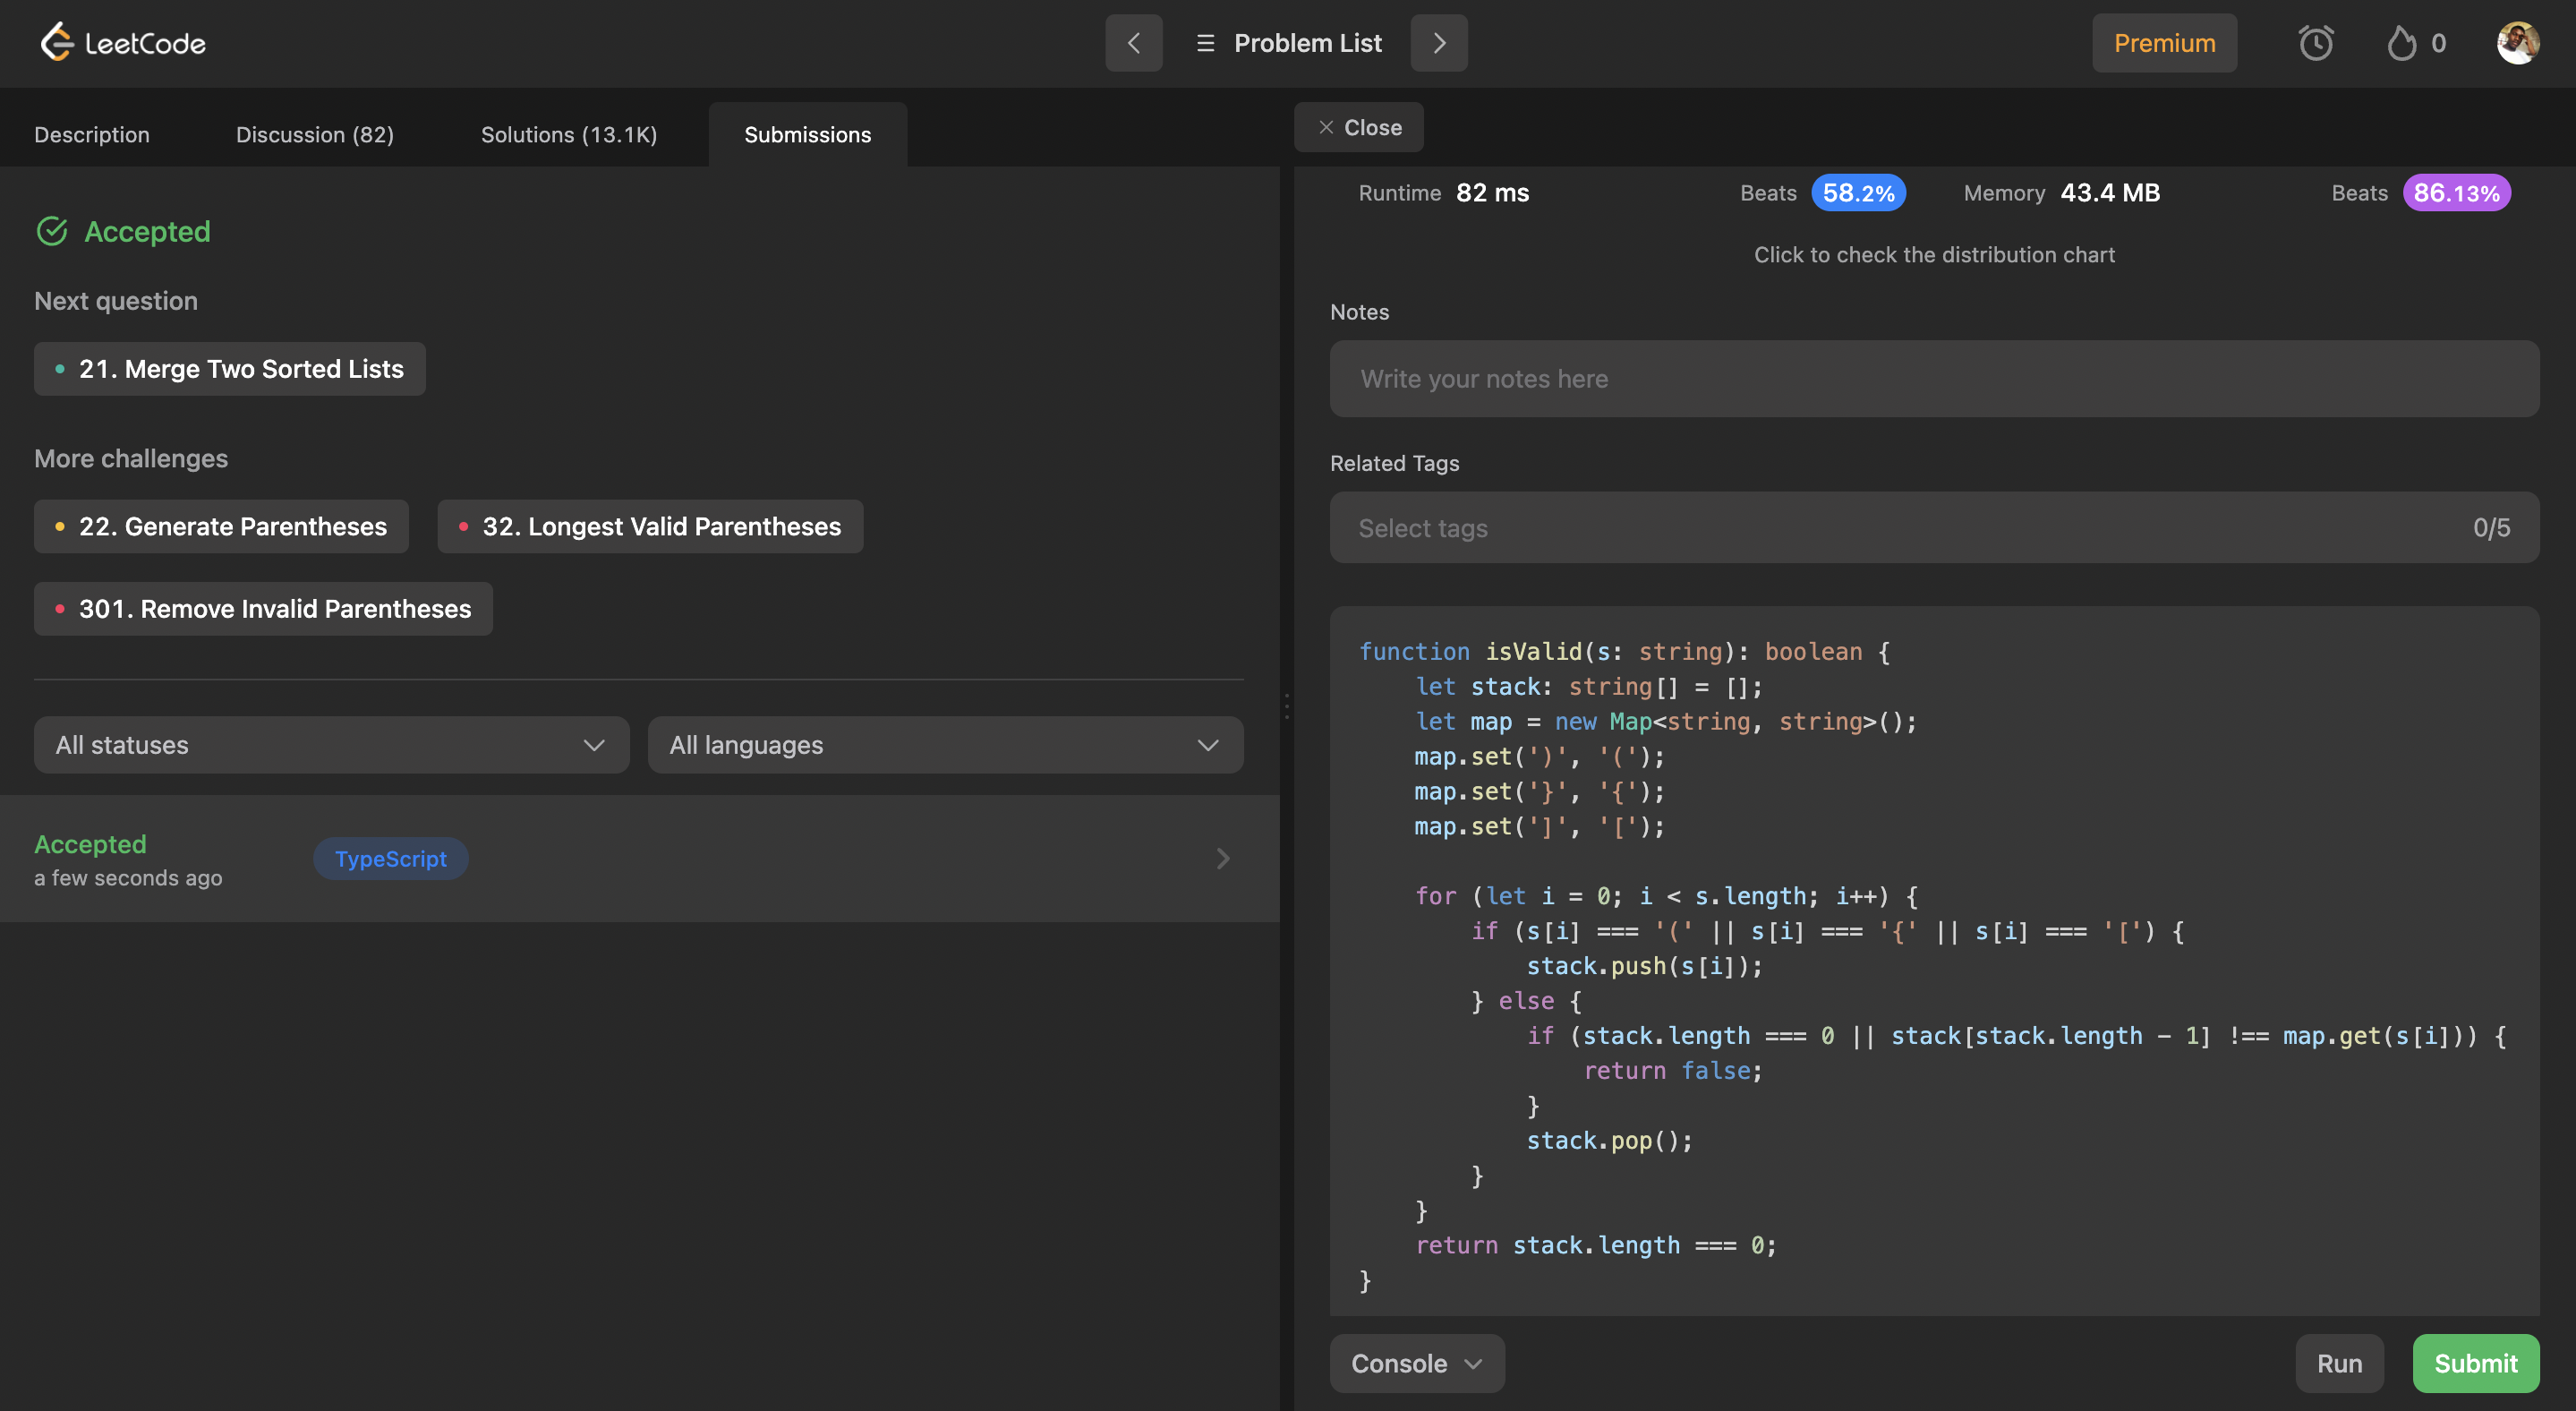 LeetCode
Problem List
Premium
0
Description
Discussion (82)
Solutions (13.1K)
Submissions
Close
Accepted
Next question
21. Merge Two Sorted Lists
More challenges
22. Generate Parentheses
32. Longest Valid Parentheses
301. Remove Invalid Parentheses
All statuses
All languages
Accepted
a few seconds ago
TypeScript
Runtime 82 ms
Beats 58.2%
Memory 43.4 MB
Beats 86.13%
Click to check the distribution chart
Notes
Write your notes here
Related Tags
Select tags
0/5
function isValid(s: string): boolean {
    let stack: string[] = [];
    let map = new Map<string, string>();
    map.set(')', '(');
    map.set('}', '{');
    map.set(']', '[');

    for (let i = 0; i < s.length; i++) {
        if (s[i] === '(' || s[i] === '{' || s[i] === '[') {
            stack.push(s[i]);
        } else {
            if (stack.length === 0 || stack[stack.length - 1] !== map.get(s[i])) {
                return false;
            }
            stack.pop();
        }
    }
    return stack.length === 0;
}
Console
Run
Submit